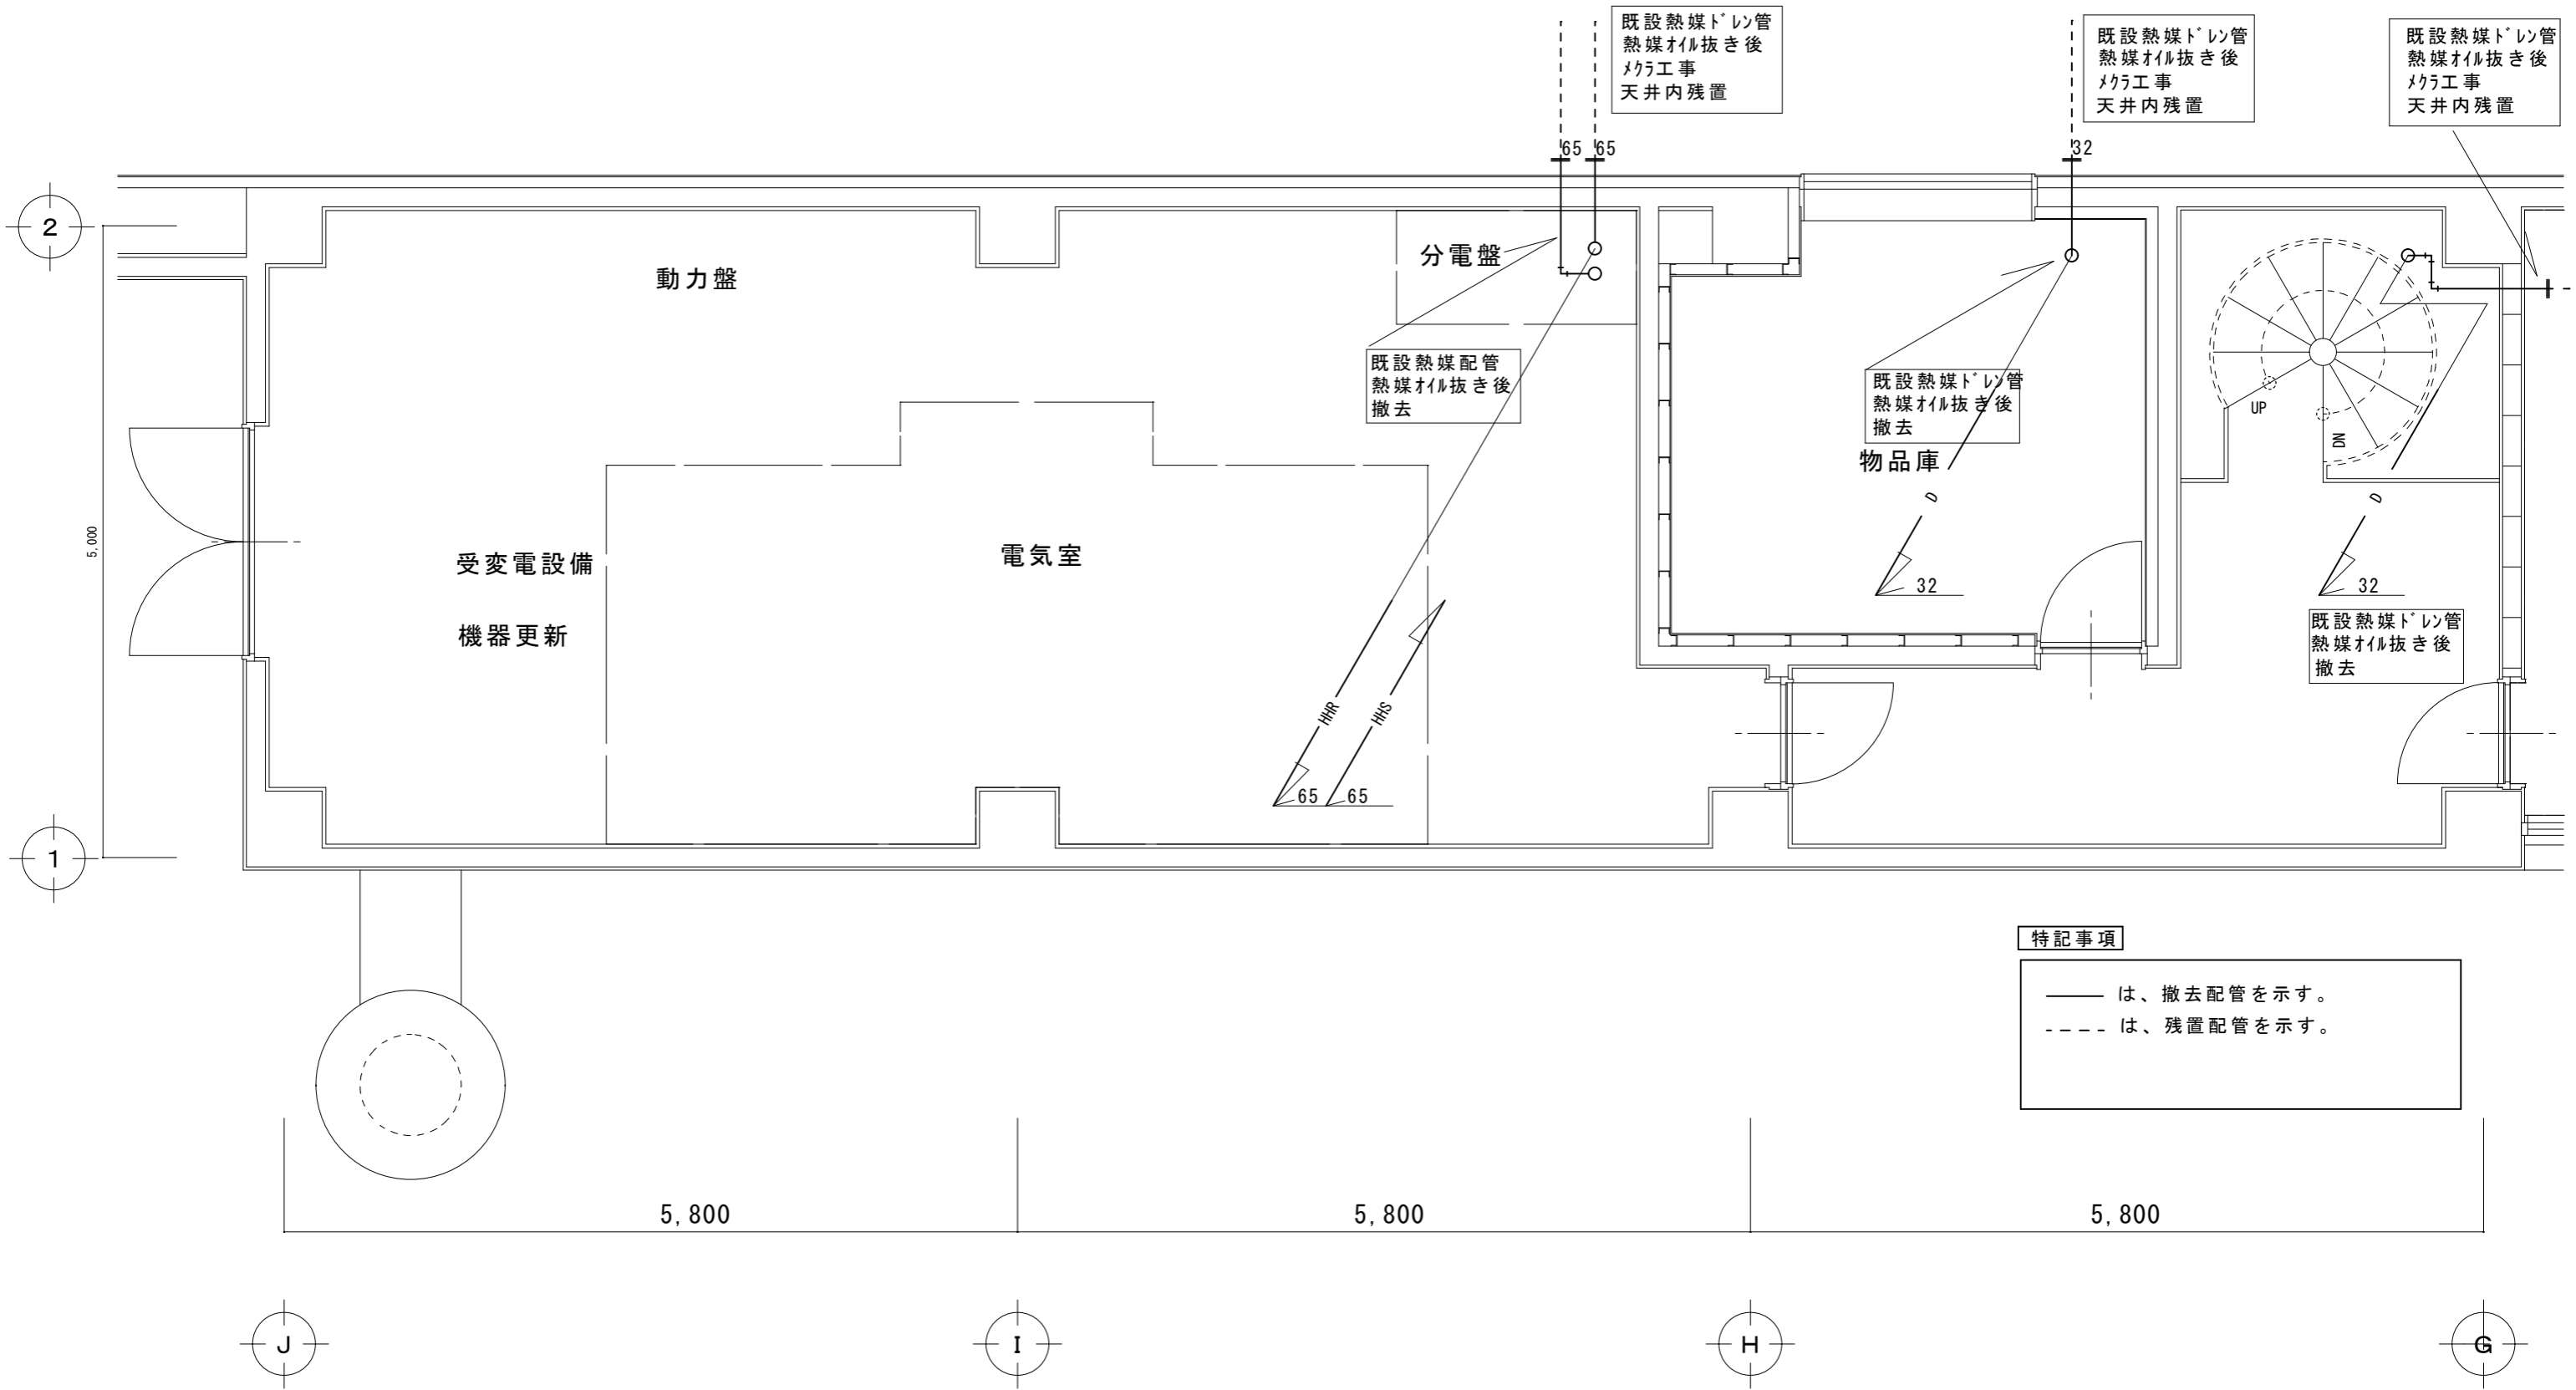 既設熱媒ﾄﾞﾚﾝ管
熱媒ｵｲﾙ抜き後
ﾒｸﾗ工事
天井内残置
既設熱媒ﾄﾞﾚﾝ管
熱媒ｵｲﾙ抜き後
ﾒｸﾗ工事
天井内残置
既設熱媒ﾄﾞﾚﾝ管
熱媒ｵｲﾙ抜き後
ﾒｸﾗ工事
天井内残置
65
65
32
2
動力盤
分電盤
既設熱媒配管
熱媒ｵｲﾙ抜き後
撤去
既設熱媒ﾄﾞﾚﾝ管
熱媒ｵｲﾙ抜き後
撤去
物品庫
UP
DN
D
D
32
32
5,000
受変電設備
機器更新
電気室
既設熱媒ﾄﾞﾚﾝ管
熱媒ｵｲﾙ抜き後
撤去
HHR
HHS
65
65
1
特記事項
は、撤去配管を示す。
は、残置配管を示す。
5,800
5,800
5,800
J
I
H
G